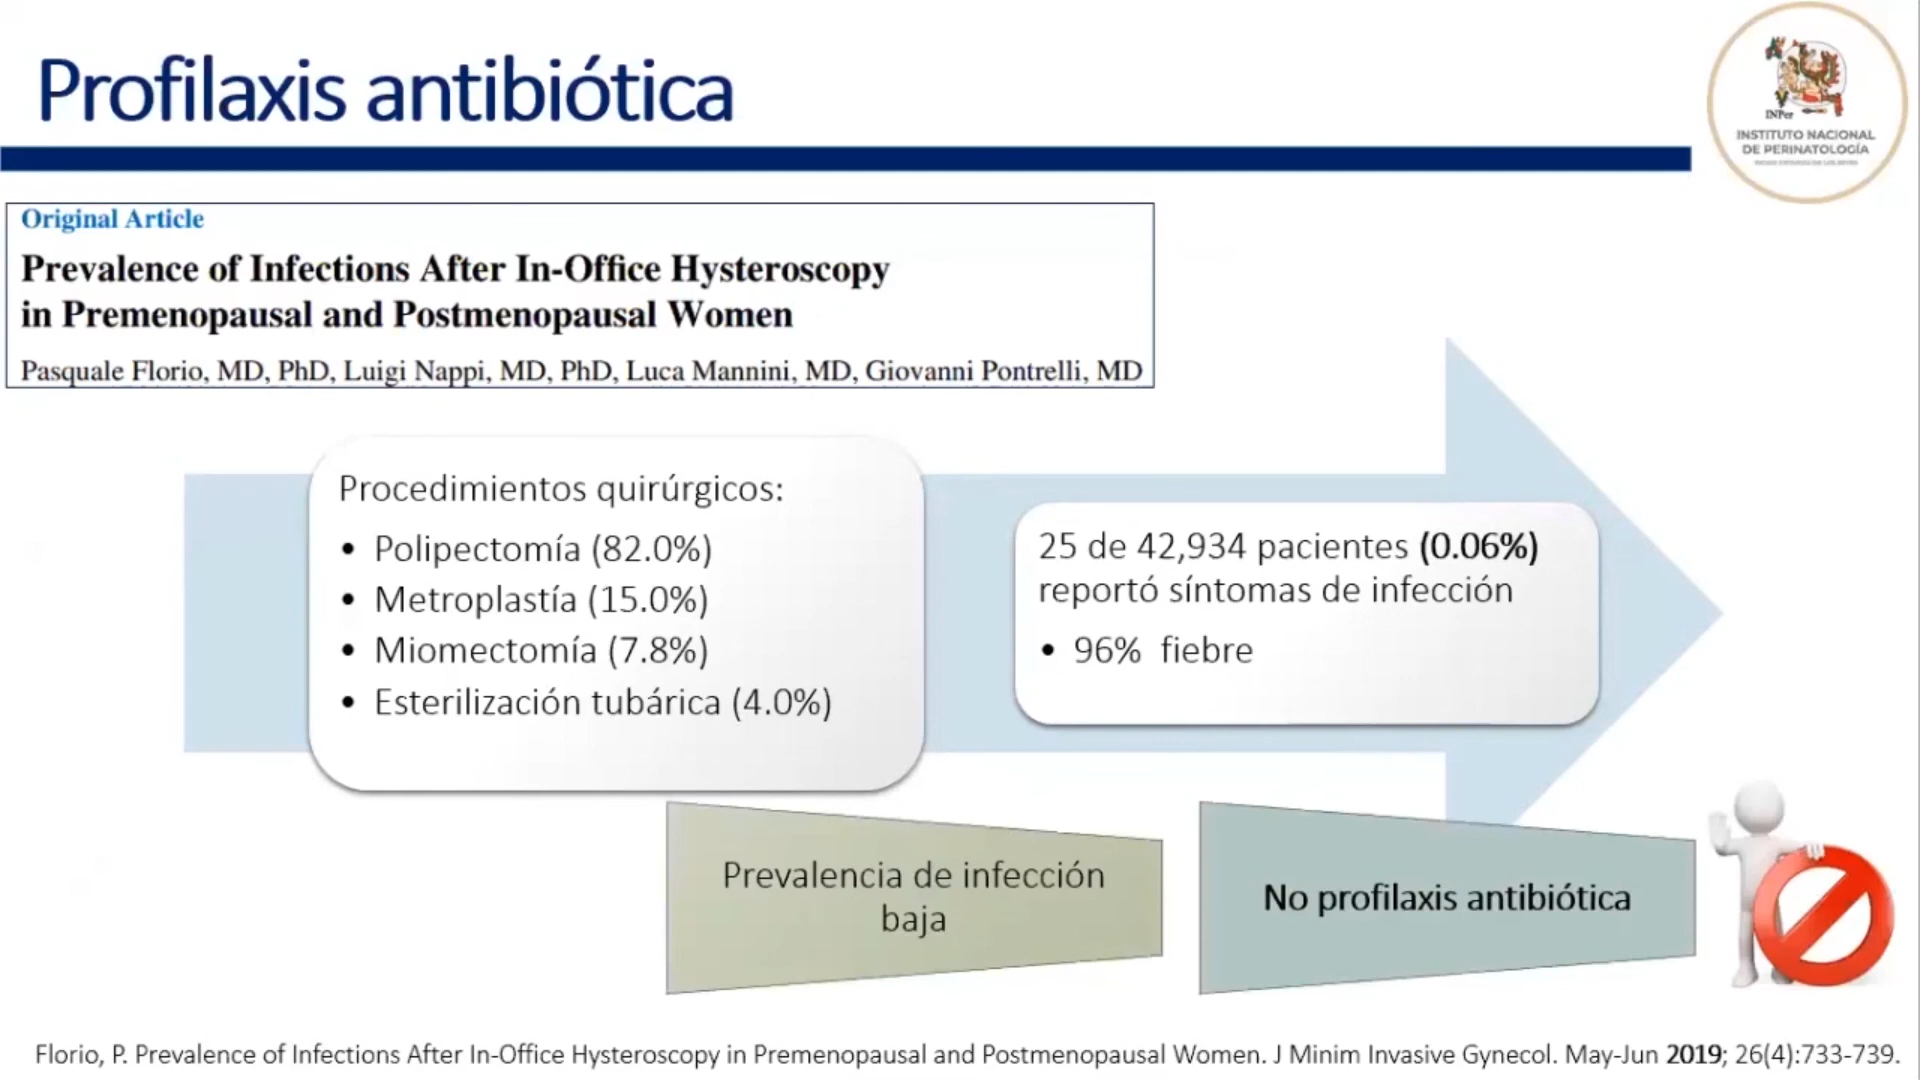 Profilaxis antibiótica
INPer
INSTITUTO NACIONAL
DE PERINATOLOGÍA
Original Article
Prevalence of Infections After In-Office Hysteroscopy
in Premenopausal and Postmenopausal Women
Pasquale Florio, MD, PhD, Luigi Nappi, MD, PhD, Luca Mannini, MD, Giovanni Pontrelli, MD
Procedimientos quirúrgicos:
• Polipectomía (82.0%)
• Metroplastía (15.0%)
• Miomectomía (7.8%)
• Esterilización tubárica (4.0%)
25 de 42,934 pacientes (0.06%)
reportó síntomas de infección
• 96% fiebre
Prevalencia de infección
baja
No profilaxis antibiótica
Florio, P. Prevalence of Infections After In-Office Hysteroscopy in Premenopausal and Postmenopausal Women. J Minim Invasive Gynecol. May-Jun 2019; 26(4):733-739.